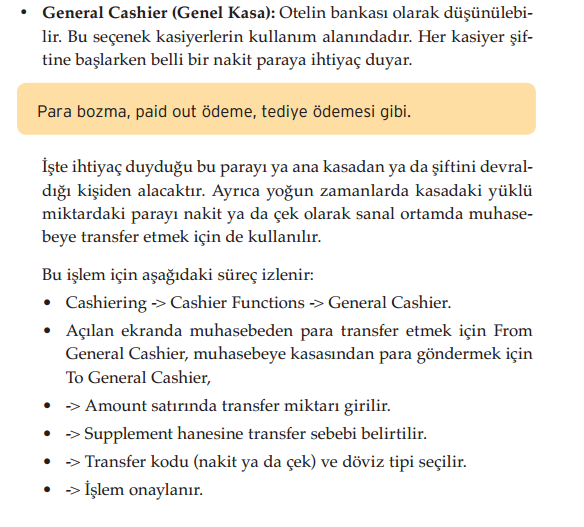 • General Cashier (Genel Kasa): Otelin bankası olarak düşünülebi-
lir. Bu seçenek kasiyerlerin kullanım alanındadır. Her kasiyer şif-
tine başlarken belli bir nakit paraya ihtiyaç duyar.
Para bozma, paid out ödeme, tediye ödemesi gibi.
İşte ihtiyaç duyduğu bu parayı ya ana kasadan ya da şiftini devral-
dığı kişiden alacaktır. Ayrıca yoğun zamanlarda kasadaki yüklü
miktardaki parayı nakit ya da çek olarak sanal ortamda muhase-
beye transfer etmek için de kullanılır.
Bu işlem için aşağıdaki süreç izlenir:
• Cashiering -> Cashier Functions -> General Cashier.
• Açılan ekranda muhasebeden para transfer etmek için From
General Cashier, muhasebeye kasasından para göndermek için
To General Cashier,
• -> Amount satırında transfer miktarı girilir.
• -> Supplement hanesine transfer sebebi belirtilir.
• -> Transfer kodu (nakit ya da çek) ve döviz tipi seçilir.
• -> İşlem onaylanır.